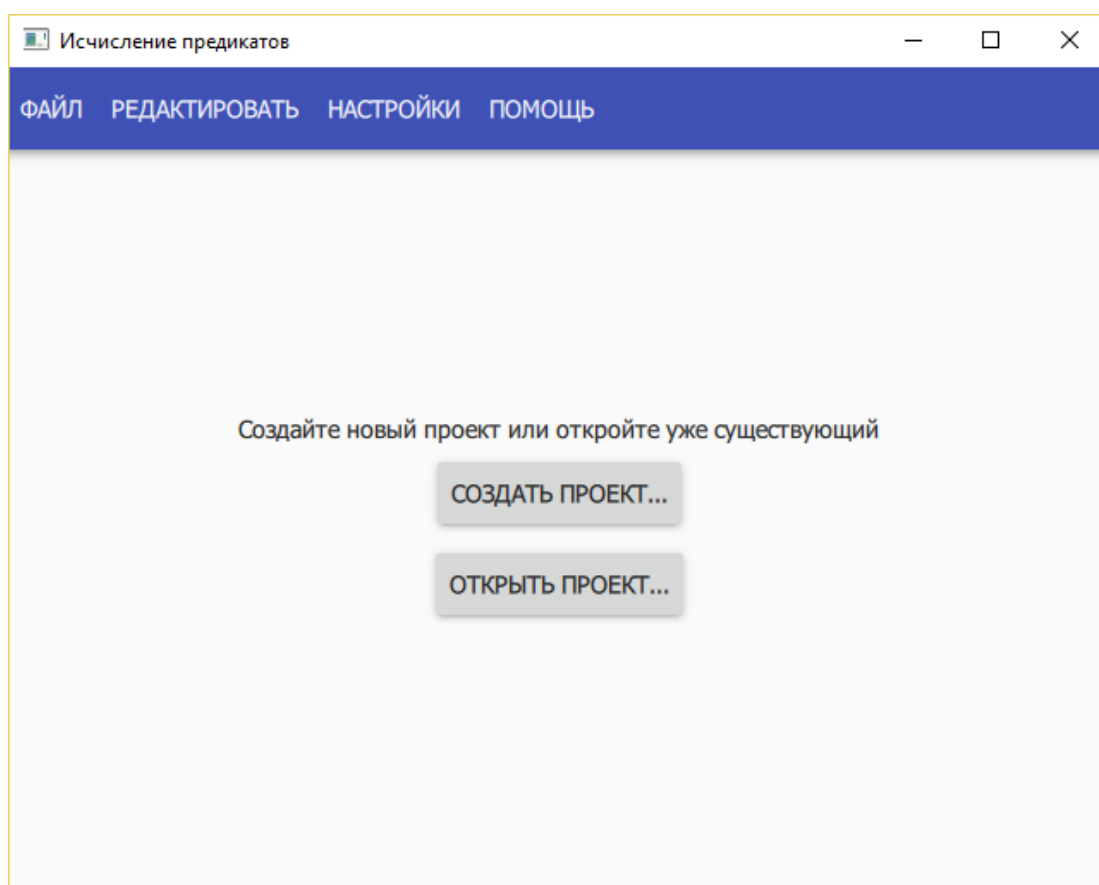 Исчисление предикатов
ФАЙЛ РЕДАКТИРОВАТЬ НАСТРОЙКИ ПОМОЩЬ
Создайте новый проект или откройте уже существующий
СОЗДАТЬ ПРОЕКТ...
ОТКРЫТЬ ПРОЕКТ...